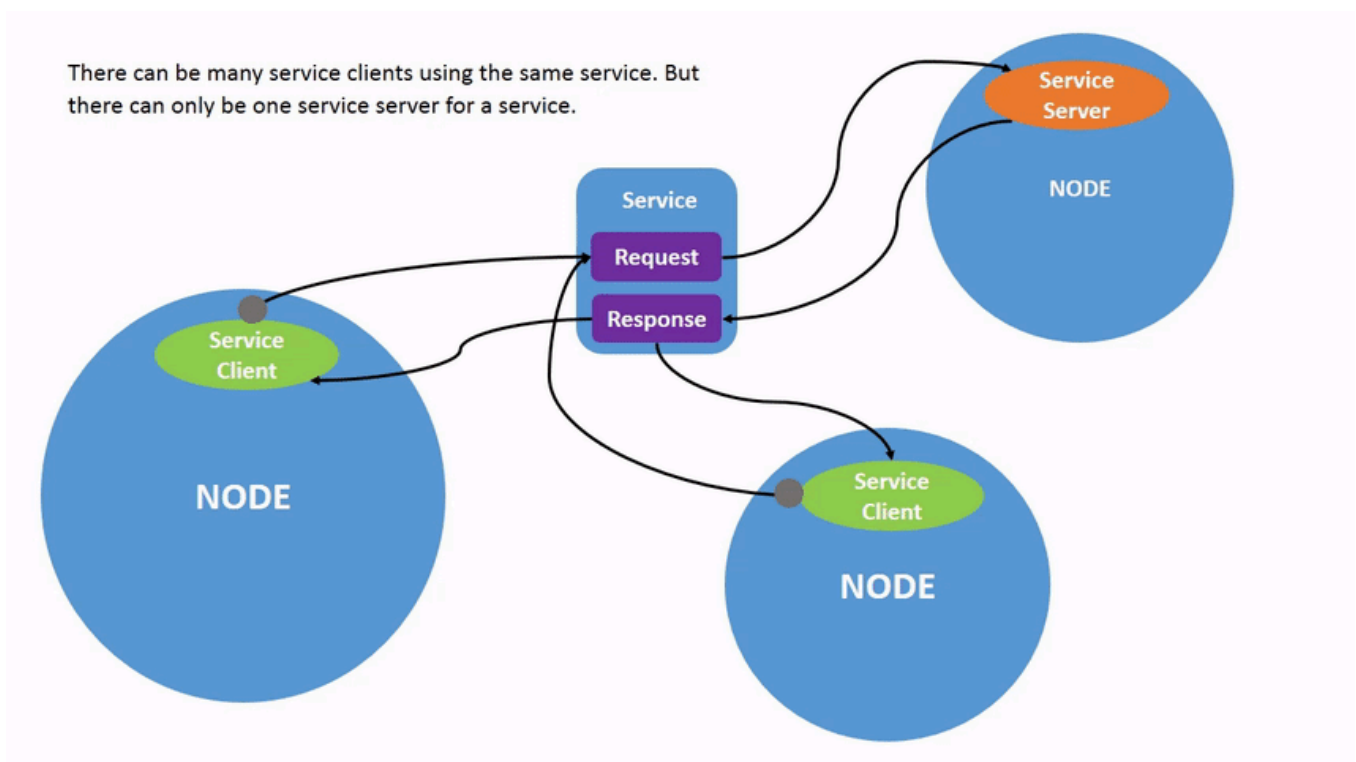 There can be many service clients using the same service. But
there can only be one service server for a service.
Service
Server
NODE
Service
Request
Response
Service
Client
NODE
Service
Client
NODE